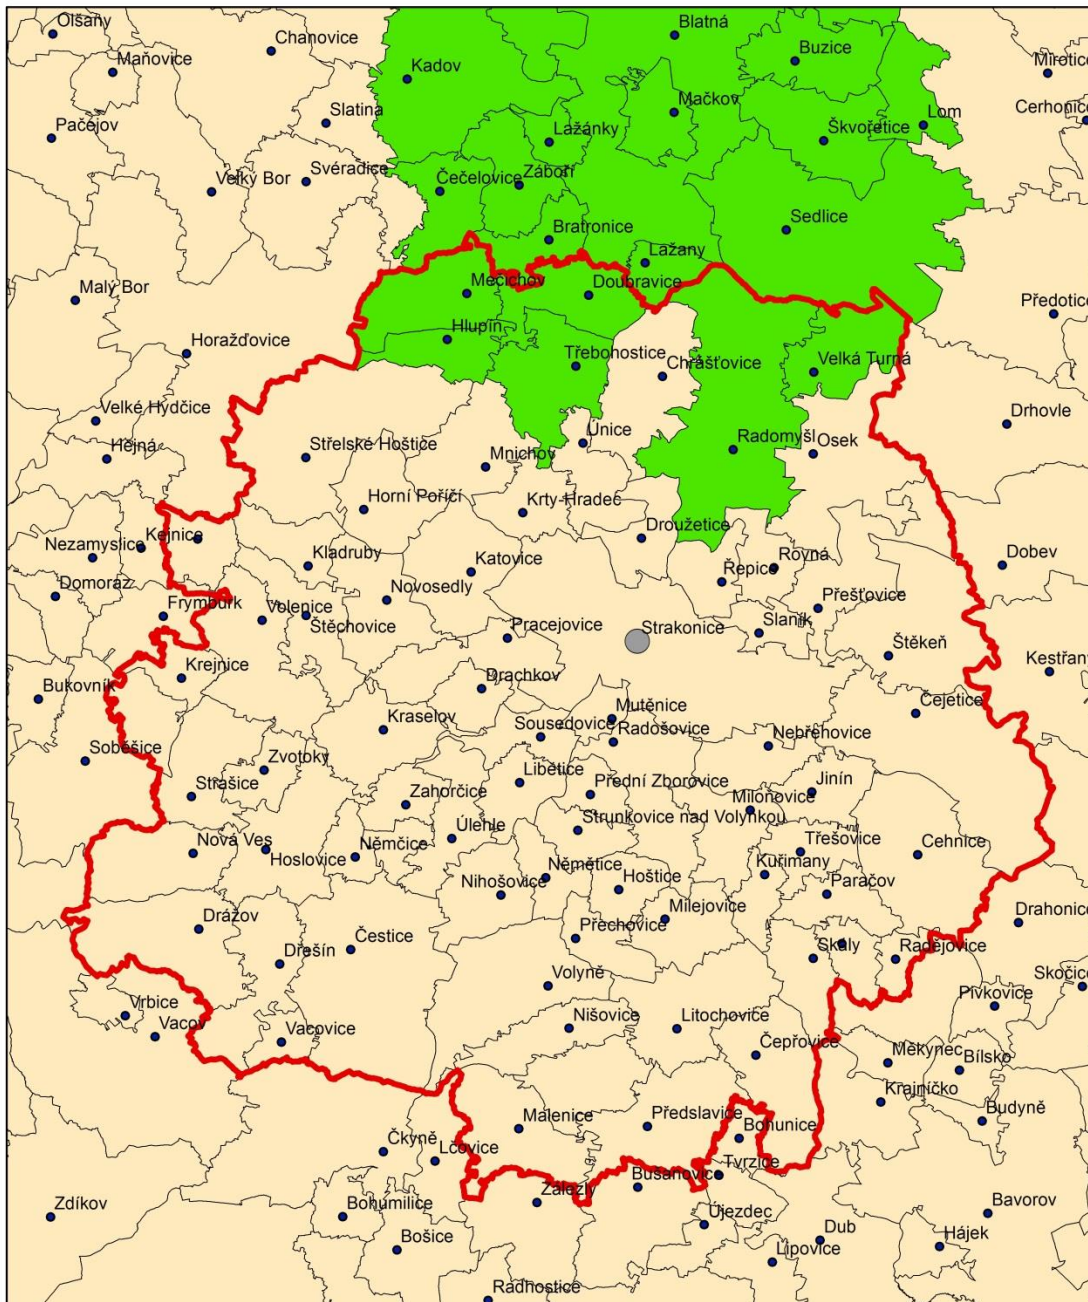 Olšany
Blatná
Chanovice
Buzice
Maňovice
Mirotice
Kadov
Mačkov
Cerhonice
Slatina
Lom
Pačejov
Lažánky
Škvořetice
Svéradice
Záboří
Velký Bor
Čečelovice
Sedlice
Bratronice
Lažany
Malý Bor
Mečichov
Doubravice
Předotice
Hlupín
Horažďovice
Třebohostice
Chrášťovice
Velká Turná
Velké Hydčice
Drhovle
Únice
Radomyšl
Osek
Hejná
Střelské Hoštice
Mnichov
Horní Poříčí
Krty-Hradec
Droužetice
Kejnice
Nezamyslice
Kladruby
Katovice
Rovná
Dobev
Řepice
Domoraz
Novosedly
Frymburk
Volenice
Přešťovice
Štěchovice
Pracejovice
Strakonice
Slaník
Štěkeň
Krejnice
Kestřany
Bukovník
Drachkov
Čejetice
Mutěnice
Kraselov
Sousedovice
Radošovice
Nebřehovice
Soběšice
Zvotoky
Libětice
Strašice
Přední Zborovice
Jinín
Zahorčice
Milonovice
Strunkovice nad Volyňkou
Úlehle
Nová Ves
Hoslovice
Němčice
Třešovice
Cehnice
Němětice
Kuřimany
Nihošovice
Hoštice
Paračov
Drážov
Milejovice
Drahonice
Přechovice
Čestice
Dřešín
Skály
Radějovice
Volyně
Skočice
Pivkovice
Vrbice
Vacov
Nišovice
Litochovice
Vacovice
Čepřovice
Měkynec
Bílsko
Krajníčko
Malenice
Předslavice
Budyně
Bohunice
Čkyně
Lčovice
Tvrzice
Bušanovice
Zálezly
Zdíkov
Bohumilice
Bavorov
Újezdec
Bošice
Dub
Hájek
Lipovice
Radhostice